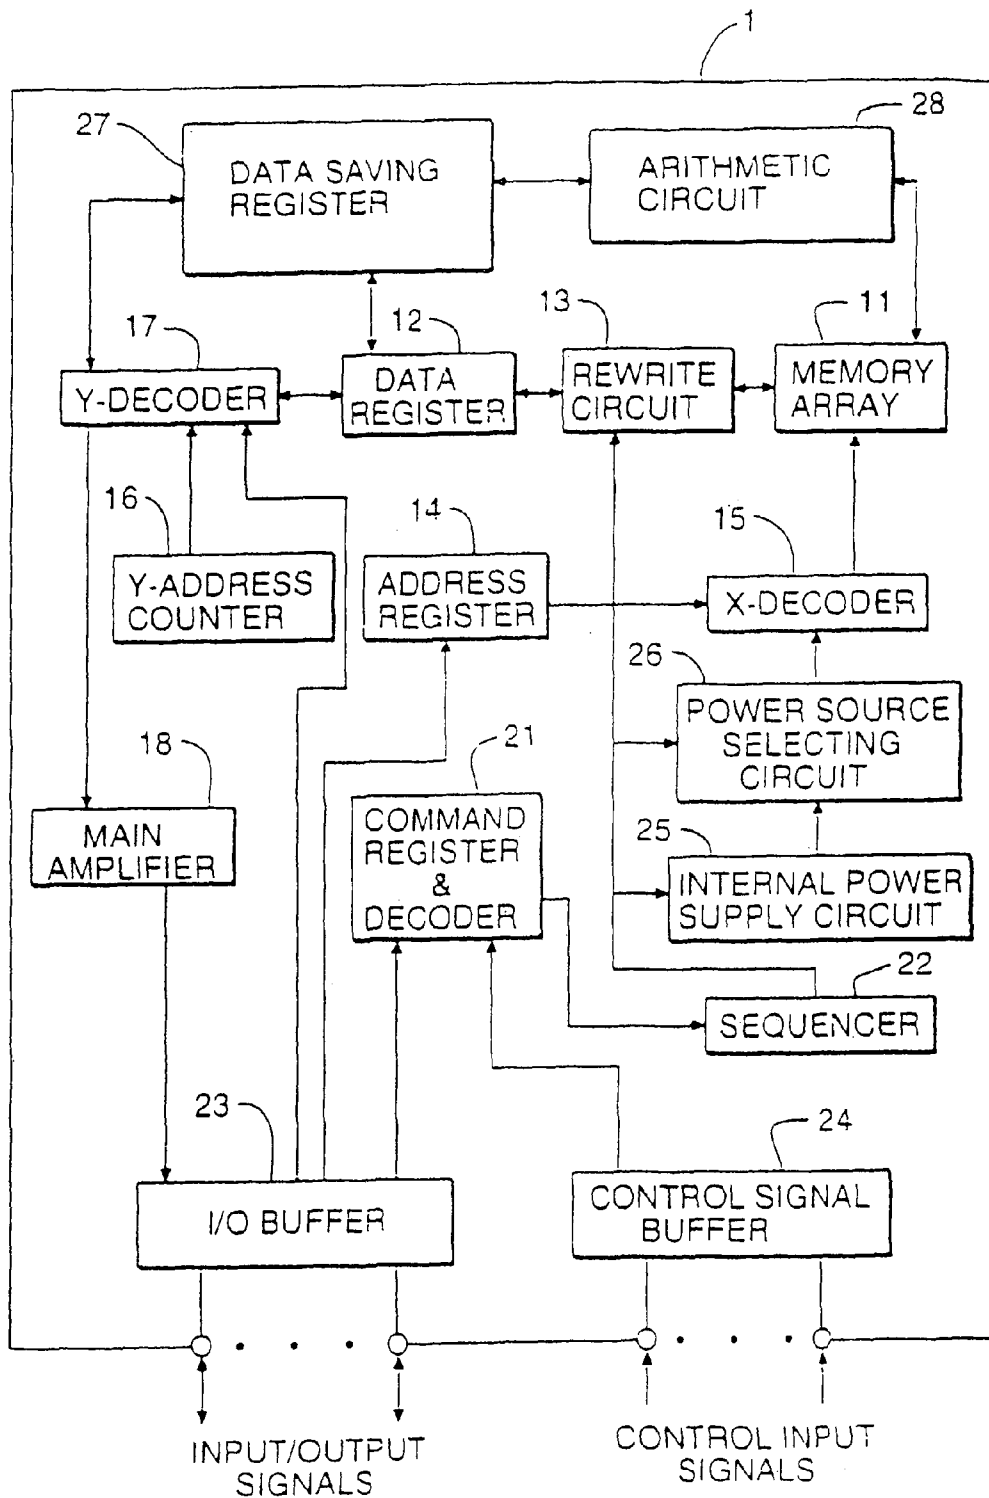 1
27
28
DATA SAVING
REGISTER
ARITHMETIC
CIRCUIT
17
12
13
11
Y-DECODER
DATA
REGISTER
REWRITE
CIRCUIT
MEMORY
ARRAY
16
14
15
Y-ADDRESS
COUNTER
ADDRESS
REGISTER
X-DECODER
26
POWER SOURCE
SELECTING
CIRCUIT
18
21
MAIN
AMPLIFIER
COMMAND
REGISTER
&
DECODER
25
INTERNAL POWER
SUPPLY CIRCUIT
22
SEQUENCER
23
24
I/O BUFFER
CONTROL SIGNAL
BUFFER
INPUT/OUTPUT
SIGNALS
CONTROL INPUT
SIGNALS